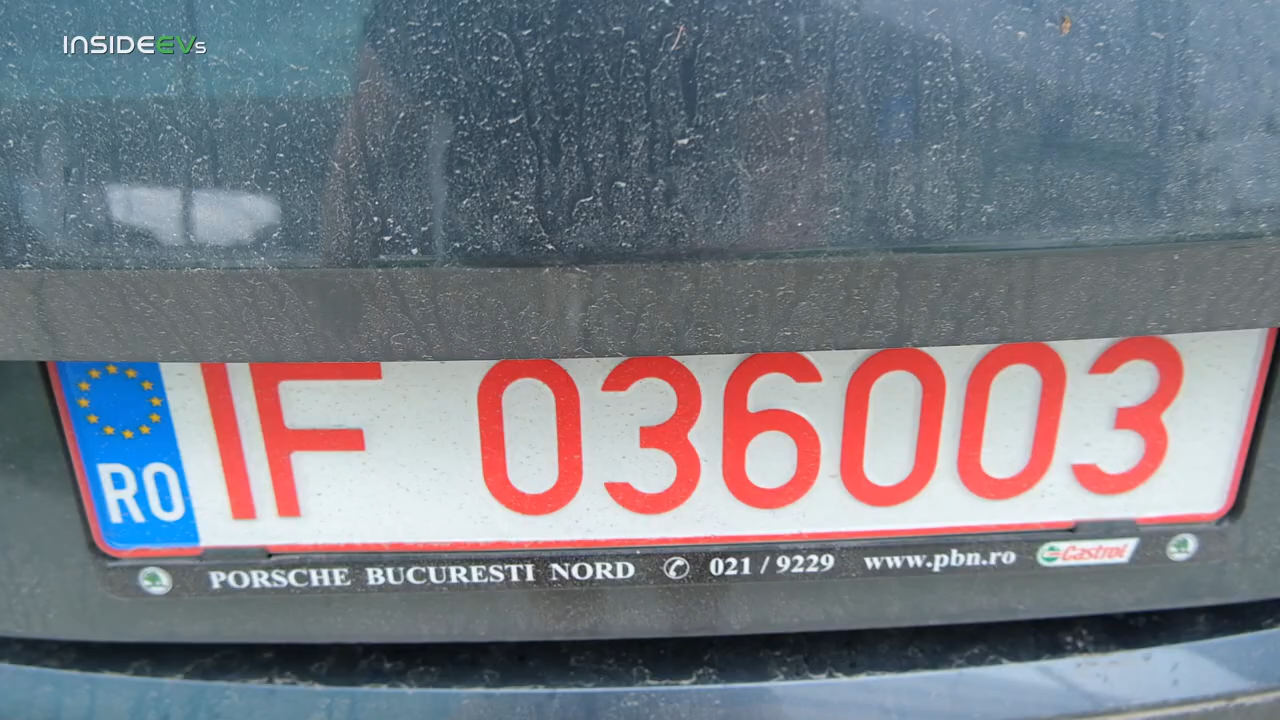 INSIDEEVs
IF 036003
RO
PORSCHE BUCURESTI NORD ✆ 021 / 9229 www.pbn.ro Castrol